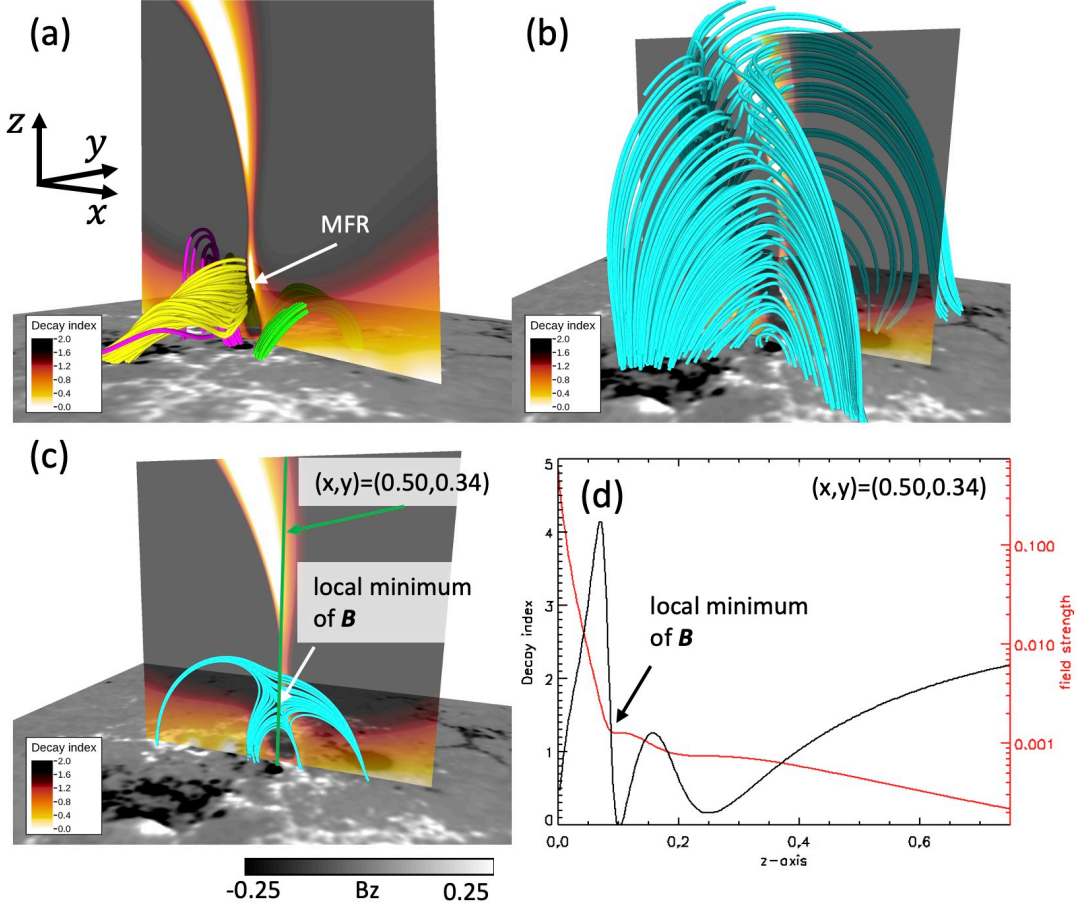 (a)
z
y
x
MFR
Decay index
2.0
1.6
1.2
0.8
0.4
0.0
(b)
Decay index
2.0
1.6
1.2
0.8
0.4
0.0
(c)
(x,y)=(0.50,0.34)
local minimum
of B
Decay index
2.0
1.6
1.2
0.8
0.4
0.0
-0.25 Bz 0.25
(d)
(x,y)=(0.50,0.34)
local minimum
of B
Decay index
5
4
3
2
1
0
0.0 0.2 0.4 0.6
z-axis
0.100
0.010
0.001
field strength